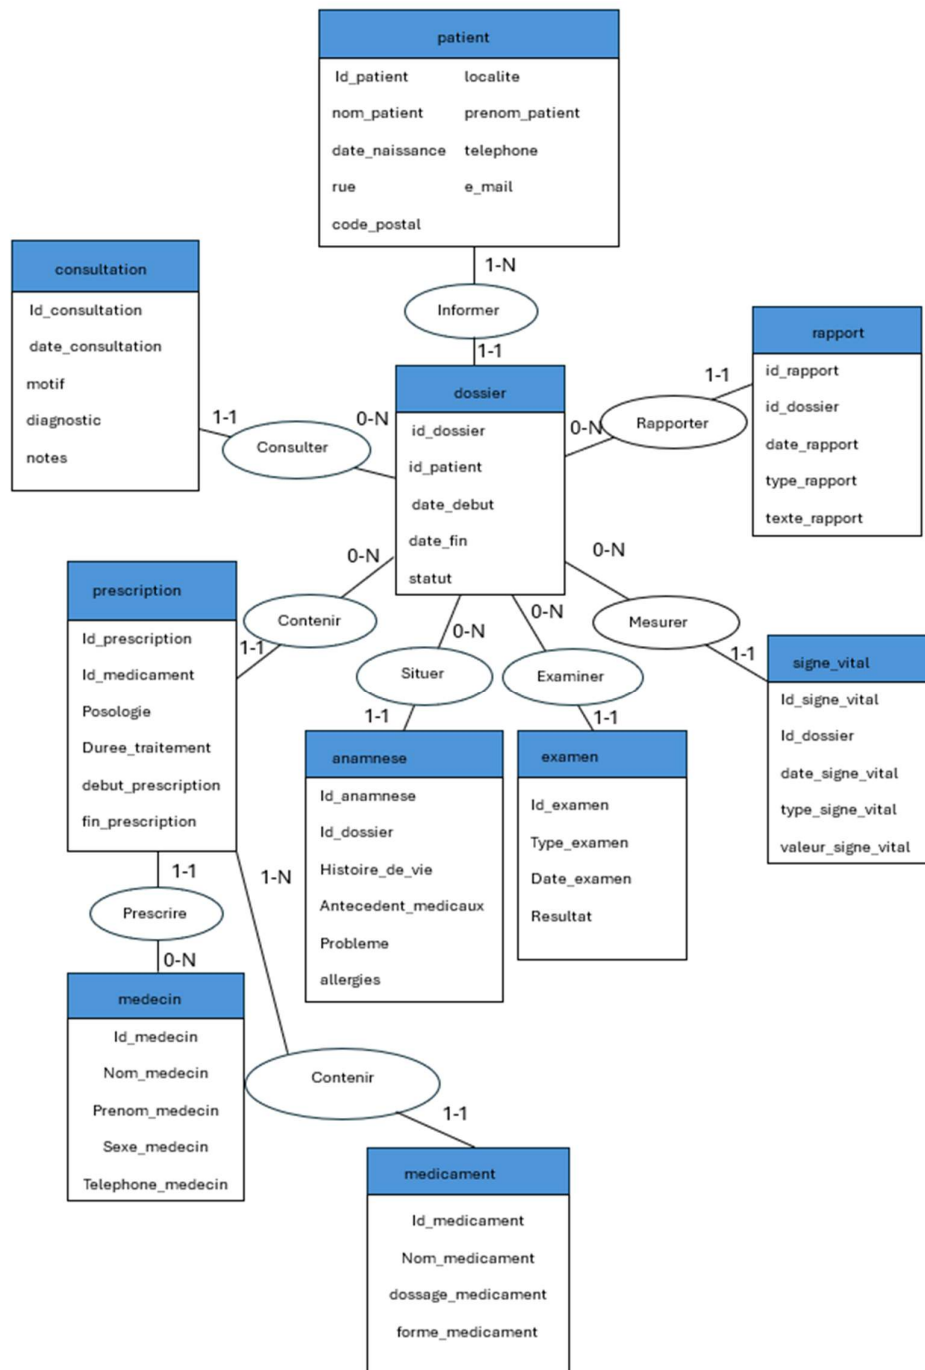 patient
Id_patient localite
nom_patient prenom_patient
date_naissance telephone
rue e_mail
code_postal
1-N
Informer
1-1
consultation
Id_consultation
date_consultation
motif
diagnostic
notes
1-1
Consulter
0-N
dossier
id_dossier
id_patient
date_debut
date_fin
statut
0-N
Rapporter
1-1
rapport
id_rapport
id_dossier
date_rapport
type_rapport
texte_rapport
0-N
Contenir
1-1
prescription
Id_prescription
Id_medicament
Posologie
Duree_traitement
debut_prescription
fin_prescription
0-N
Situer
1-1
0-N
Examiner
1-1
0-N
Mesurer
1-1
signe_vital
Id_signe_vital
Id_dossier
date_signe_vital
type_signe_vital
valeur_signe_vital
anamnese
Id_anamnese
Id_dossier
Histoire_de_vie
Antecedent_medicaux
Probleme
allergies
examen
Id_examen
Type_examen
Date_examen
Resultat
1-1
Prescrire
0-N
1-N
medecin
Id_medecin
Nom_medecin
Prenom_medecin
Sexe_medecin
Telephone_medecin
Contenir
1-1
medicament
Id_medicament
Nom_medicament
dossage_medicament
forme_medicament